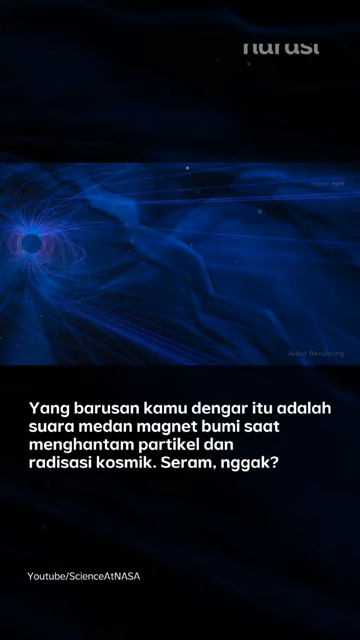 narasi
Artist Rendering
Yang barusan kamu dengar itu adalah
suara medan magnet bumi saat
menghantam partikel dan
radisasi kosmik. Seram, nggak?
Youtube/ScienceAtNASA